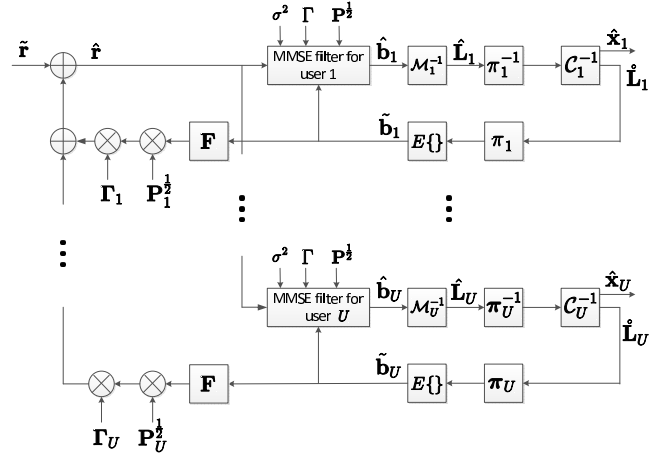 σ² Γ P^{1/2}
r̃ r̂ MMSE filter for user 1 b̂₁ ℳ₁⁻¹ L̂₁ π₁⁻¹ 𝒞₁⁻¹ x̂₁
L̊₁
F b̃₁ E{} π₁
Γ₁ P₁^{1/2}
σ² Γ P^{1/2}
MMSE filter for user U b̂_U ℳ_U⁻¹ L̂_U π_U⁻¹ 𝒞_U⁻¹ x̂_U
L̊_U
F b̃_U E{} π_U
Γ_U P_U^{1/2}